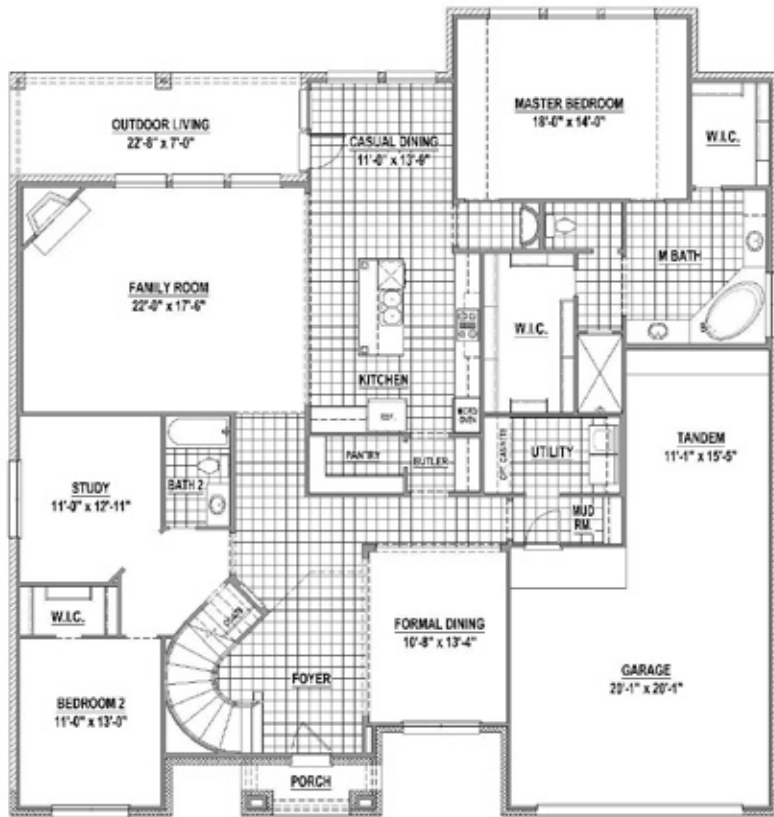 MASTER BEDROOM
18'-0" x 14'-0"
OUTDOOR LIVING
22'-8" x 7'-0"
CASUAL DINING
11'-0" x 13'-6"
W.I.C.
M BATH
FAMILY ROOM
22'-0" x 17'-6"
W.I.C.
KITCHEN
REF.
MICRO
OVEN
TANDEM
11'-1" x 15'-5"
PANTRY
BUTLER
OPT. CABINETS
UTILITY
BATH 2
STUDY
11'-0" x 12'-11"
MUD
RM.
W.I.C.
FORMAL DINING
10'-8" x 13'-4"
FOYER
GARAGE
20'-1" x 20'-1"
BEDROOM 2
11'-0" x 13'-0"
PORCH